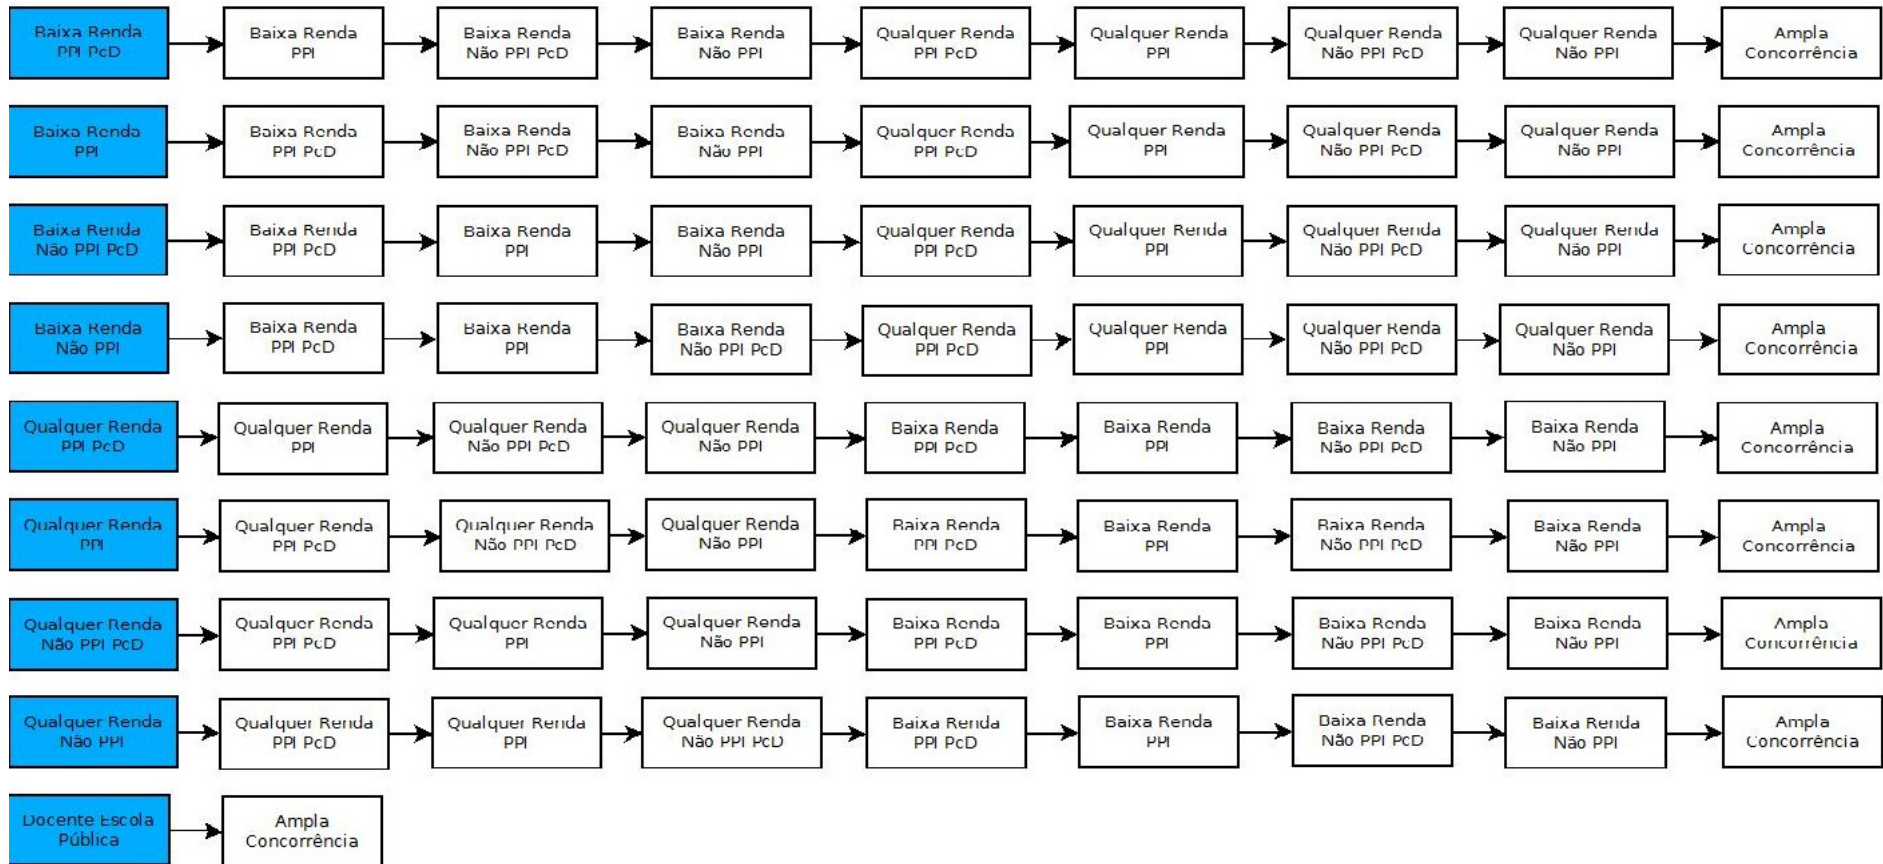 Baixa Renda
PPI PcD
Baixa Renda
PPI
Baixa Renda
Não PPI PcD
Baixa Renda
Não PPI
Qualquer Renda
PPI PcD
Qualquer Renda
PPI
Qualquer Renda
Não PPI PcD
Qualquer Renda
Não PPI
Ampla
Concorrência
Baixa Renda
PPI
Baixa Renda
PPI PcD
Baixa Renda
Não PPI PcD
Baixa Renda
Não PPI
Qualquer Renda
PPI PcD
Qualquer Renda
PPI
Qualquer Renda
Não PPI PcD
Qualquer Renda
Não PPI
Ampla
Concorrência
Baixa Renda
Não PPI PcD
Baixa Renda
PPI PcD
Baixa Renda
PPI
Baixa Renda
Não PPI
Qualquer Renda
PPI PcD
Qualquer Renda
PPI
Qualquer Renda
Não PPI PcD
Qualquer Renda
Não PPI
Ampla
Concorrência
Baixa Renda
Não PPI
Baixa Renda
PPI PcD
Baixa Renda
PPI
Baixa Renda
Não PPI PcD
Qualquer Renda
PPI PcD
Qualquer Renda
PPI
Qualquer Renda
Não PPI PcD
Qualquer Renda
Não PPI
Ampla
Concorrência
Qualquer Renda
PPI PcD
Qualquer Renda
PPI
Qualquer Renda
Não PPI PcD
Qualquer Renda
Não PPI
Baixa Renda
PPI PcD
Baixa Renda
PPI
Baixa Renda
Não PPI PcD
Baixa Renda
Não PPI
Ampla
Concorrência
Qualquer Renda
PPI
Qualquer Renda
PPI PcD
Qualquer Renda
Não PPI PcD
Qualquer Renda
Não PPI
Baixa Renda
PPI PcD
Baixa Renda
PPI
Baixa Renda
Não PPI PcD
Baixa Renda
Não PPI
Ampla
Concorrência
Qualquer Renda
Não PPI PcD
Qualquer Renda
PPI PcD
Qualquer Renda
PPI
Qualquer Renda
Não PPI
Baixa Renda
PPI PcD
Baixa Renda
PPI
Baixa Renda
Não PPI PcD
Baixa Renda
Não PPI
Ampla
Concorrência
Qualquer Renda
Não PPI
Qualquer Renda
PPI PcD
Qualquer Renda
PPI
Qualquer Renda
Não PPI PcD
Baixa Renda
PPI PcD
Baixa Renda
PPI
Baixa Renda
Não PPI PcD
Baixa Renda
Não PPI
Ampla
Concorrência
Docente Escola
Pública
Ampla
Concorrência